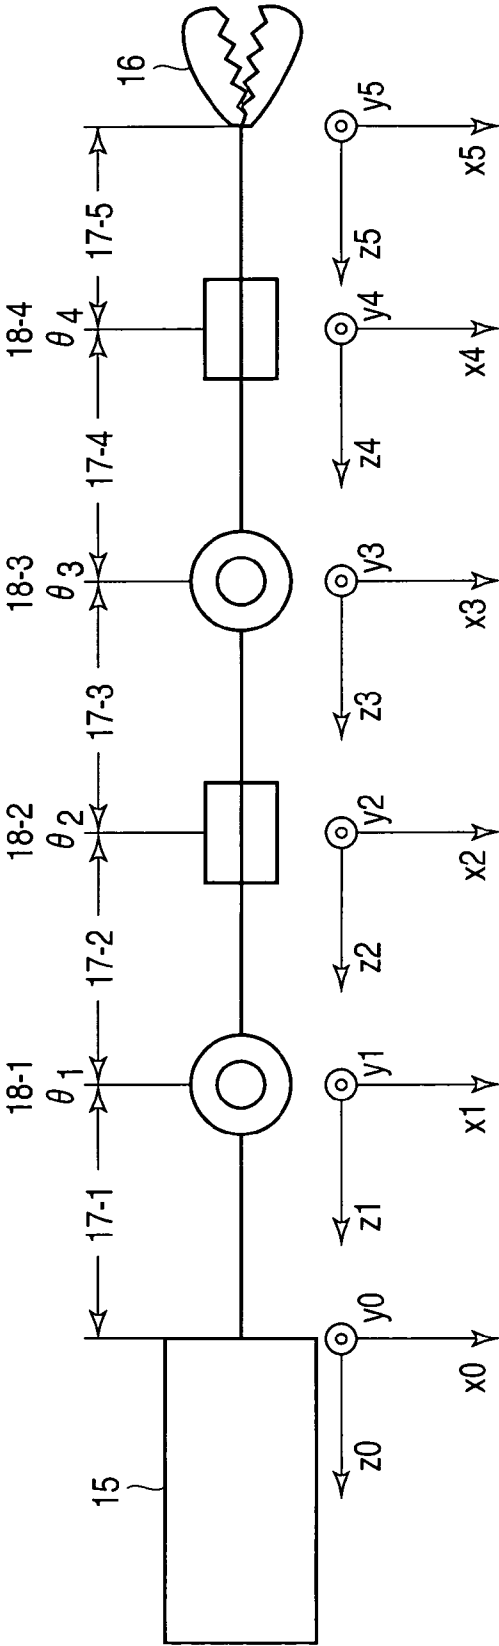 18-1 18-2 18-3 18-4
θ1 θ2 θ3 θ4
17-1 17-2 17-3 17-4 17-5
15 16
y0 y1 y2 y3 y4 y5
z0 z1 z2 z3 z4 z5
x0 x1 x2 x3 x4 x5